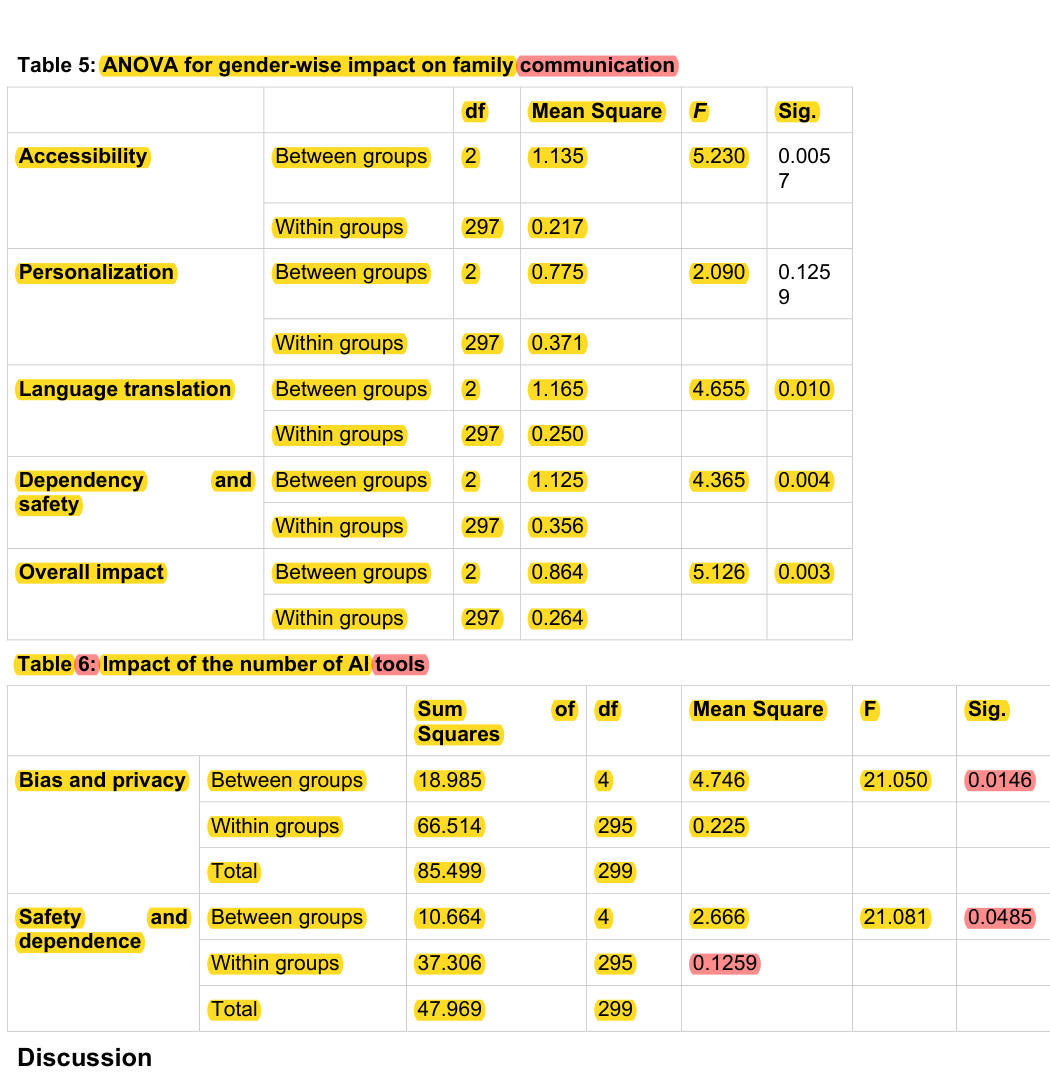 Table 5: ANOVA for gender-wise impact on family communication
df Mean Square F Sig.
Accessibility Between groups 2 1.135 5.230 0.005
7
Within groups 297 0.217
Personalization Between groups 2 0.775 2.090 0.125
9
Within groups 297 0.371
Language translation Between groups 2 1.165 4.655 0.010
Within groups 297 0.250
Dependency and Between groups 2 1.125 4.365 0.004
safety
Within groups 297 0.356
Overall impact Between groups 2 0.864 5.126 0.003
Within groups 297 0.264
Table 6: Impact of the number of AI tools
Sum of df Mean Square F Sig.
Squares
Bias and privacy Between groups 18.985 4 4.746 21.050 0.0146
Within groups 66.514 295 0.225
Total 85.499 299
Safety and Between groups 10.664 4 2.666 21.081 0.0485
dependence
Within groups 37.306 295 0.1259
Total 47.969 299
Discussion